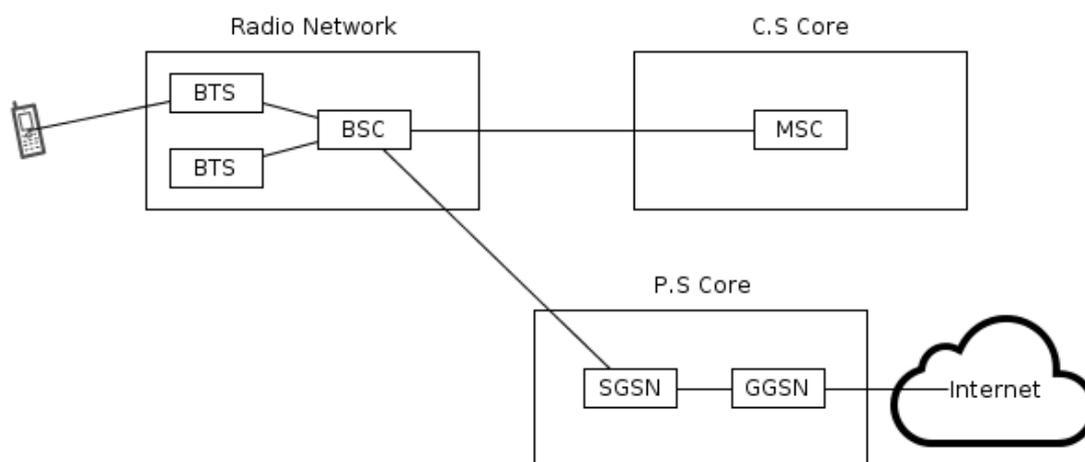 Radio Network
C.S Core
BTS
BSC
MSC
BTS
P.S Core
SGSN
GGSN
Internet